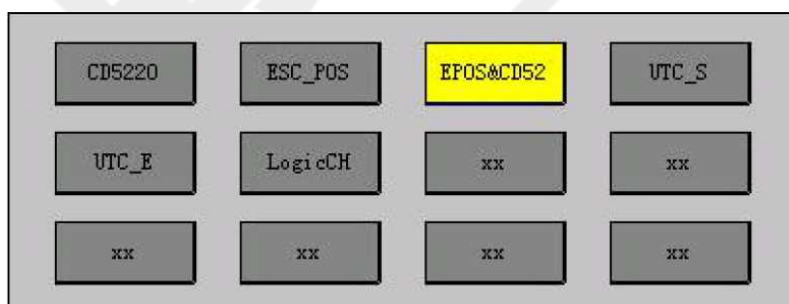 CD5220 ESC_POS EPOS&CD52 UTC_S
UTC_E LogicCH xx xx
xx xx xx xx